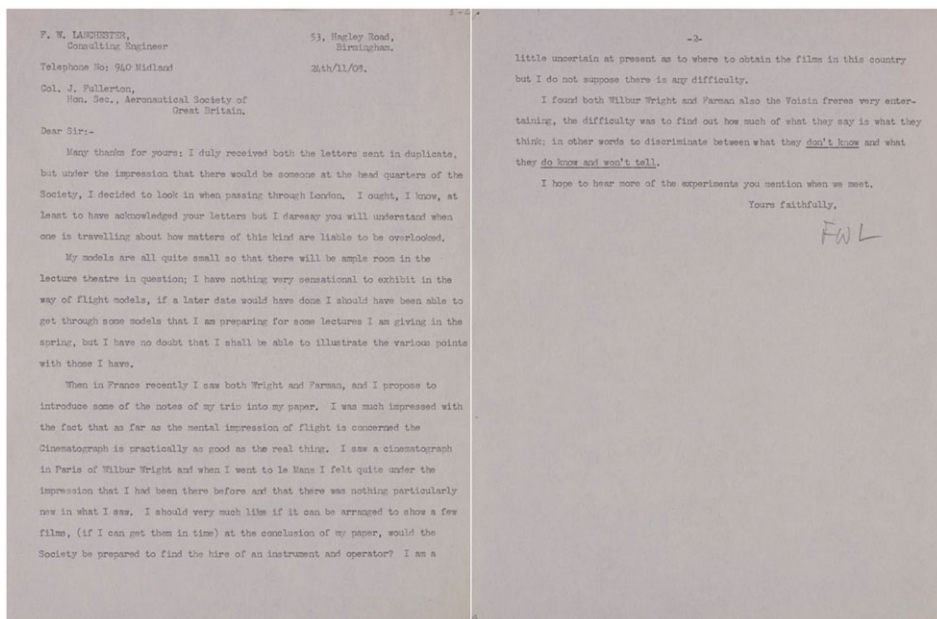 F. W. LANCHESTER,
Consulting Engineer
53, Hagley Road,
Birmingham.
Telephone No: 940 Midland
24th/11/08.
Col. J. Fullerton,
Hon. Sec., Aeronautical Society of
Great Britain.
Dear Sir:-
Many thanks for yours: I duly received both the letters sent in duplicate,
but under the impression that there would be someone at the head quarters of the
Society, I decided to look in when passing through London. I ought, I know, at
least to have acknowledged your letters but I daresay you will understand when
one is travelling about how matters of this kind are liable to be overlooked.
My models are all quite small so that there will be ample room in the
lecture theatre in question; I have nothing very sensational to exhibit in the
way of flight models, if a later date would have done I should have been able to
get through some models that I am preparing for some lectures I am giving in the
spring, but I have no doubt that I shall be able to illustrate the various points
with those I have.
When in France recently I saw both Wright and Farman, and I propose to
introduce some of the notes of my trip into my paper. I was much impressed with
the fact that as far as the mental impression of flight is concerned the
Cinematograph is practically as good as the real thing. I saw a cinematograph
in Paris of Wilbur Wright and when I went to le Mans I felt quite under the
impression that I had been there before and that there was nothing particularly
new in what I saw. I should very much like if it can be arranged to show a few
films, (if I can get them in time) at the conclusion of my paper, would the
Society be prepared to find the hire of an instrument and operator? I am a
-2-
little uncertain at present as to where to obtain the films in this country
but I do not suppose there is any difficulty.
I found both Wilbur Wright and Farman also the Voisin freres very enter-
taining, the difficulty was to find out how much of what they say is what they
think; in other words to discriminate between what they don't know and what
they do know and won't tell.
I hope to hear more of the experiments you mention when we meet.
Yours faithfully,
FWL